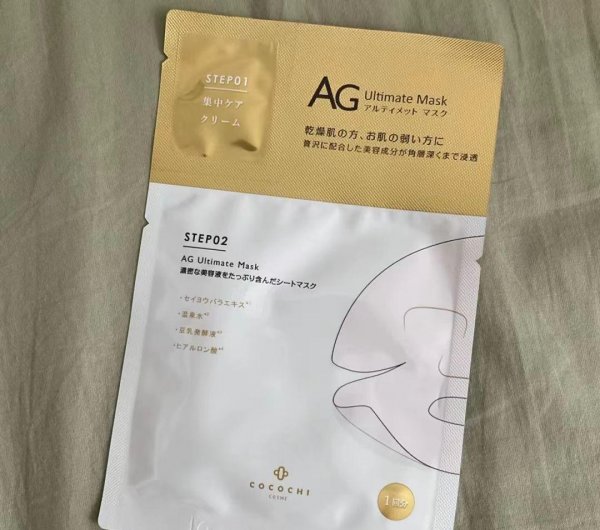 STEP01
集中ケア
クリーム
AG Ultimate Mask
アルティメット マスク
乾燥肌の方、お肌の弱い方に
贅沢に配合した美容成分が角層深くまで浸透
STEP02
AG Ultimate Mask
濃密な美容液をたっぷり含んだシートマスク
・セイヨウバラエキス
・温泉水
・豆乳発酵液
・ヒアルロン酸
COCOCHI
COSME
1回分
AG